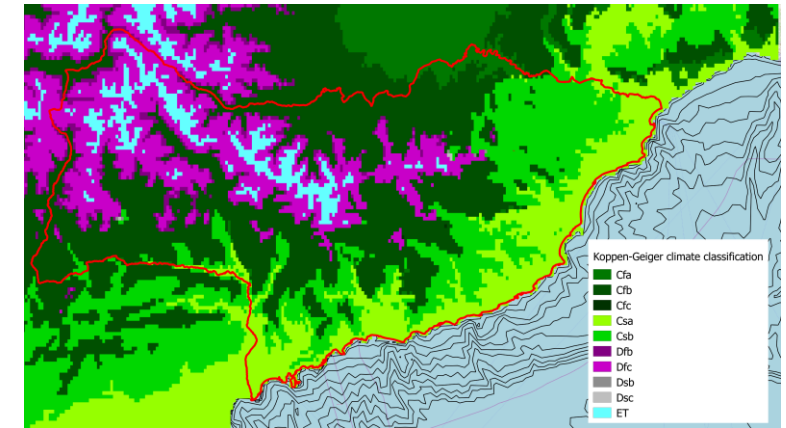 Koppen-Geiger climate classification
Cfa
Cfb
Cfc
Csa
Csb
Dfb
Dfc
Dsb
Dsc
ET